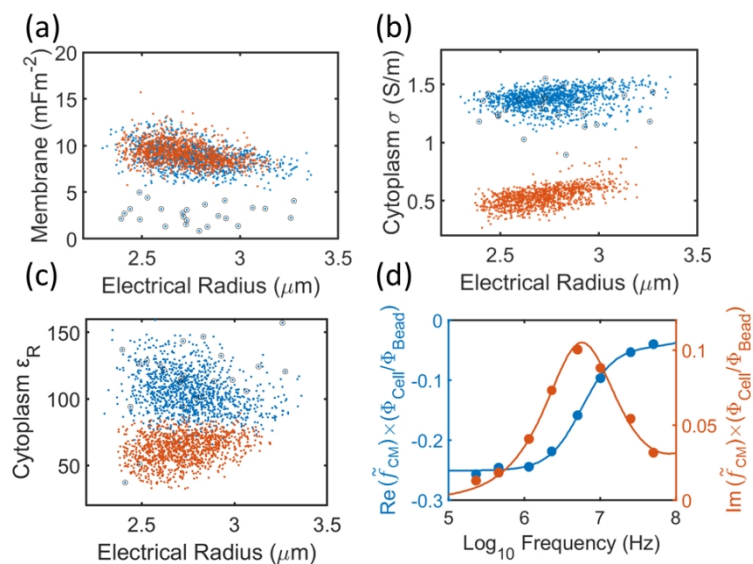 (a)
Membrane (mFm⁻²)
20
15
10
5
0
2.5 3 3.5
Electrical Radius (μm)
(b)
Cytoplasm σ (S/m)
1.5
1
0.5
2.5 3 3.5
Electrical Radius (μm)
(c)
Cytoplasm ε_R
150
100
50
2.5 3 3.5
Electrical Radius (μm)
(d)
Re(f̃_CM)×(Φ_Cell/Φ_Bead)
-0
-0.1
-0.2
-0.3
5 6 7 8
Log₁₀ Frequency (Hz)
0.1
0.05
0
Im(f̃_CM)×(Φ_Cell/Φ_Bead)